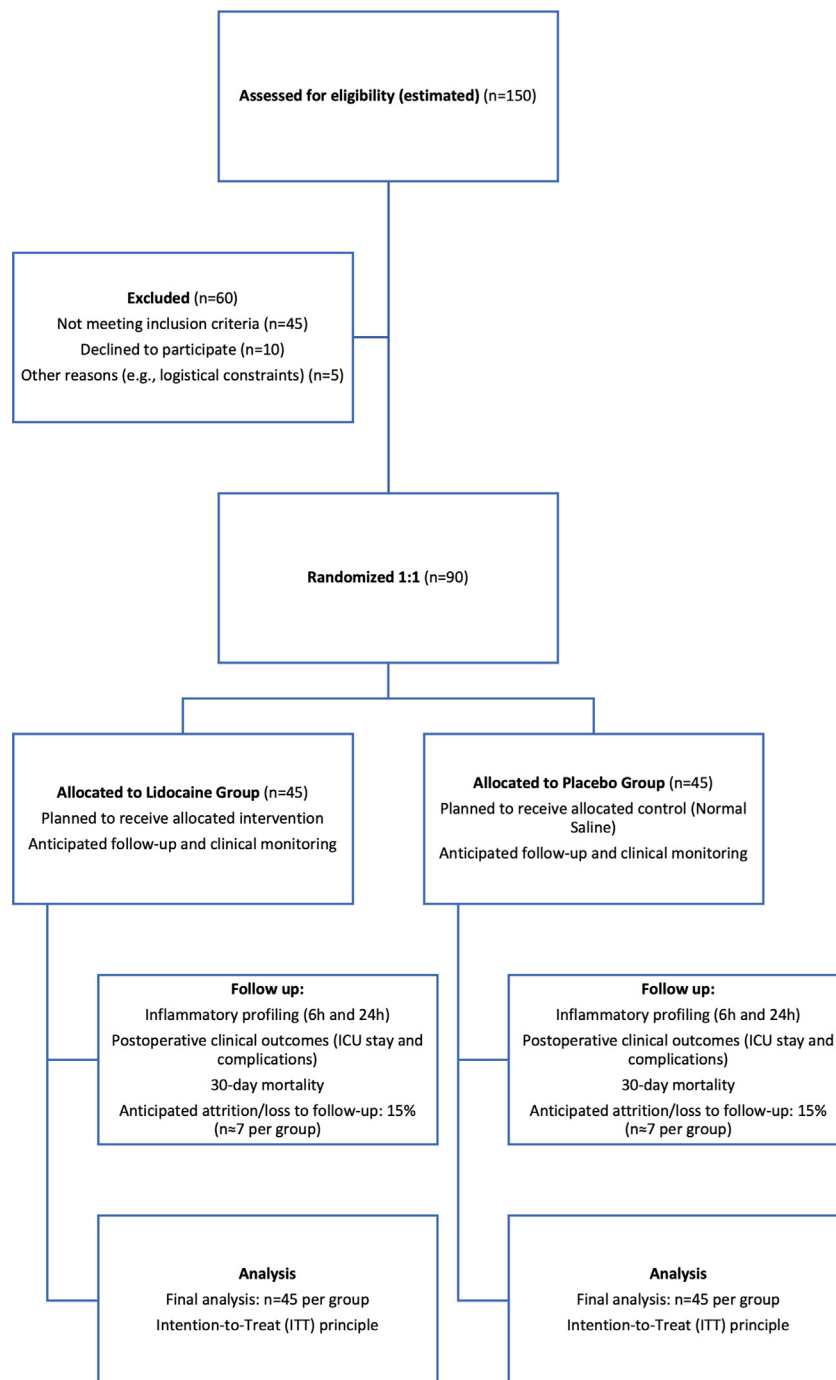 Assessed for eligibility (estimated) (n=150)
Excluded (n=60)
Not meeting inclusion criteria (n=45)
Declined to participate (n=10)
Other reasons (e.g., logistical constraints) (n=5)
Randomized 1:1 (n=90)
Allocated to Lidocaine Group (n=45)
Planned to receive allocated intervention
Anticipated follow-up and clinical monitoring
Allocated to Placebo Group (n=45)
Planned to receive allocated control (Normal
Saline)
Anticipated follow-up and clinical monitoring
Follow up:
Inflammatory profiling (6h and 24h)
Postoperative clinical outcomes (ICU stay and
complications)
30-day mortality
Anticipated attrition/loss to follow-up: 15%
(n≈7 per group)
Follow up:
Inflammatory profiling (6h and 24h)
Postoperative clinical outcomes (ICU stay and
complications)
30-day mortality
Anticipated attrition/loss to follow-up: 15%
(n≈7 per group)
Analysis
Final analysis: n=45 per group
Intention-to-Treat (ITT) principle
Analysis
Final analysis: n=45 per group
Intention-to-Treat (ITT) principle